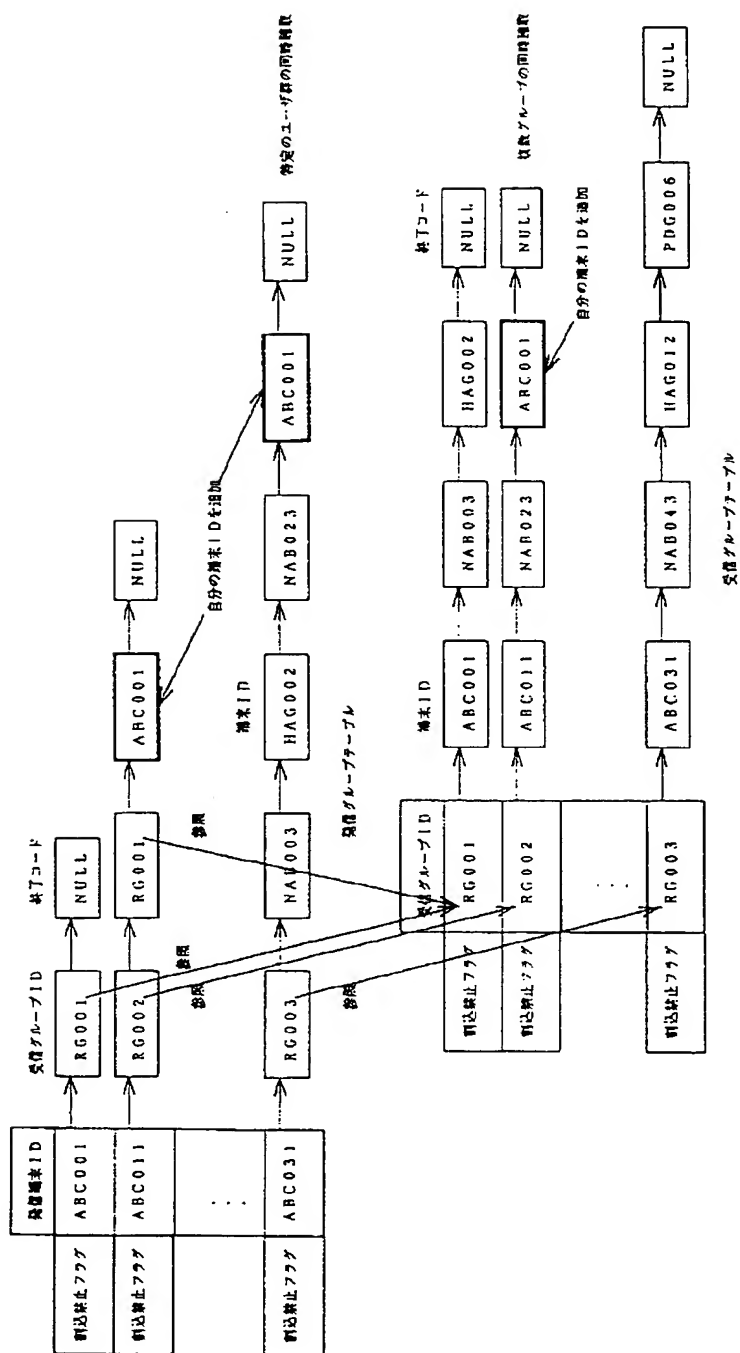 発信端末ID
受信グループID
終了コード
割込禁止フラグ ABC001 RG001 NULL
割込禁止フラグ ABC011 RG002 RG001 ABC001 NULL
参照
参照
参照
自分の端末IDを追加
・・・
端末ID
割込禁止フラグ ABC031 RG003 NAB003 HAG002 NAB023 ABC001 NULL
特定のユーザ群の同時聴取
参照
発信グループテーブル
受信グループID
端末ID
終了コード
割込禁止フラグ RG001 ABC001 NAB003 HAG002 NULL
割込禁止フラグ RG002 ABC011 NAB023 ABC001 NULL
複数グループの同時聴取
自分の端末IDを追加
・・・・
割込禁止フラグ RG003 ABC031 NAB043 HAG012 PDG006 NULL
受信グループテーブル